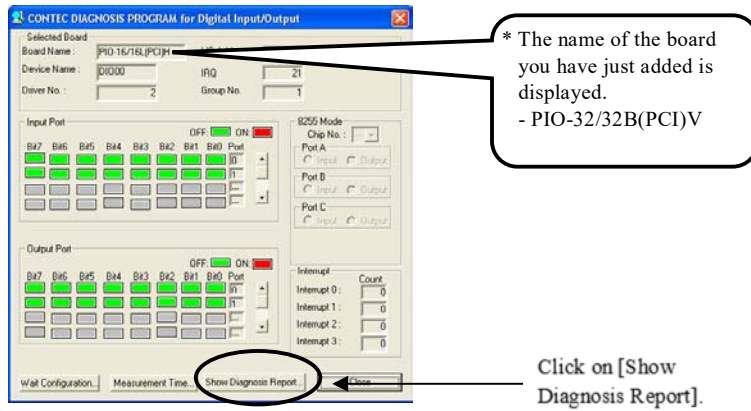 CONTEC DIAGNOSIS PROGRAM for Digital Input/Output
Selected Board
Board Name : PIO-16/16L(PCI)H
Device Name : DIO00 IRQ 21
Driver No. : 2 Group No. 1
Input Port
OFF: ON:
Bit7 Bit6 Bit5 Bit4 Bit3 Bit2 Bit1 Bit0 Port
0
1
---
---
8255 Mode
Chip No. : --
Port A
Input Output
Port B
Input Output
Port C
Input Output
Output Port
OFF: ON:
Bit7 Bit6 Bit5 Bit4 Bit3 Bit2 Bit1 Bit0 Port
0
1
---
---
Interrupt
Count
Interrupt 0 : 0
Interrupt 1 : 0
Interrupt 2 : 0
Interrupt 3 : 0
Wait Configuration... Measurement Time... Show Diagnosis Report... Close
* The name of the board
you have just added is
displayed.
- PIO-32/32B(PCI)V
Click on [Show
Diagnosis Report].